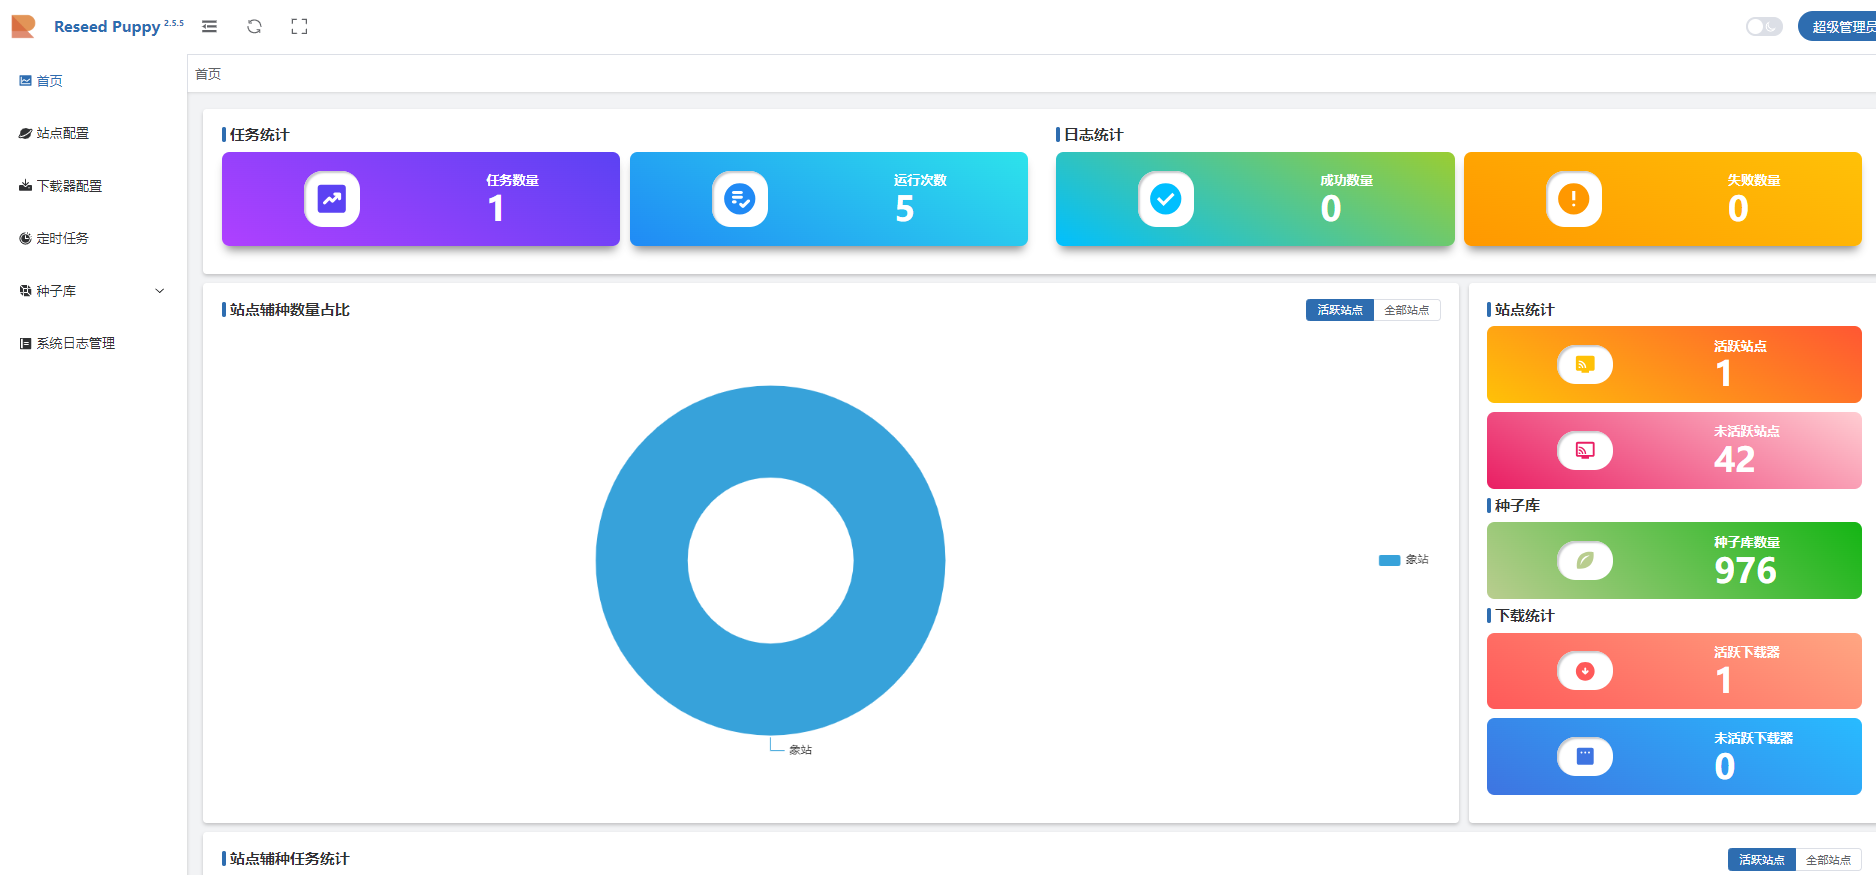 Reseed Puppy 2.5.5
超级管理员
首页
站点配置
下载器配置
定时任务
种子库
系统日志管理
首页
任务统计
任务数量
1
运行次数
5
日志统计
成功数量
0
失败数量
0
站点辅种数量占比
活跃站点 全部站点
象站
象站
站点统计
活跃站点
1
未活跃站点
42
种子库
种子库数量
976
下载统计
活跃下载器
1
未活跃下载器
0
站点辅种任务统计
活跃站点 全部站点